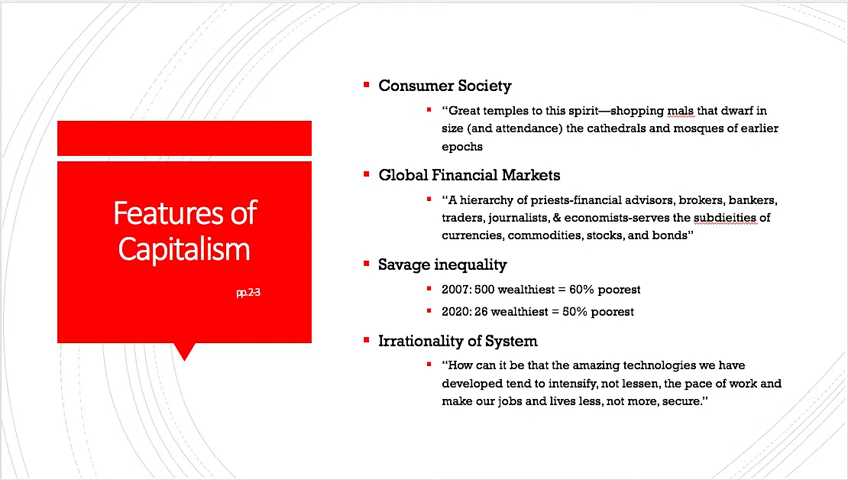 Features of
Capitalism
pp.2-3
Consumer Society
“Great temples to this spirit—shopping mals that dwarf in
size (and attendance) the cathedrals and mosques of earlier
epochs
Global Financial Markets
“A hierarchy of priests-financial advisors, brokers, bankers,
traders, journalists, & economists-serves the subdieities of
currencies, commodities, stocks, and bonds”
Savage inequality
2007: 500 wealthiest = 60% poorest
2020: 26 wealthiest = 50% poorest
Irrationality of System
“How can it be that the amazing technologies we have
developed tend to intensify, not lessen, the pace of work and
make our jobs and lives less, not more, secure.”